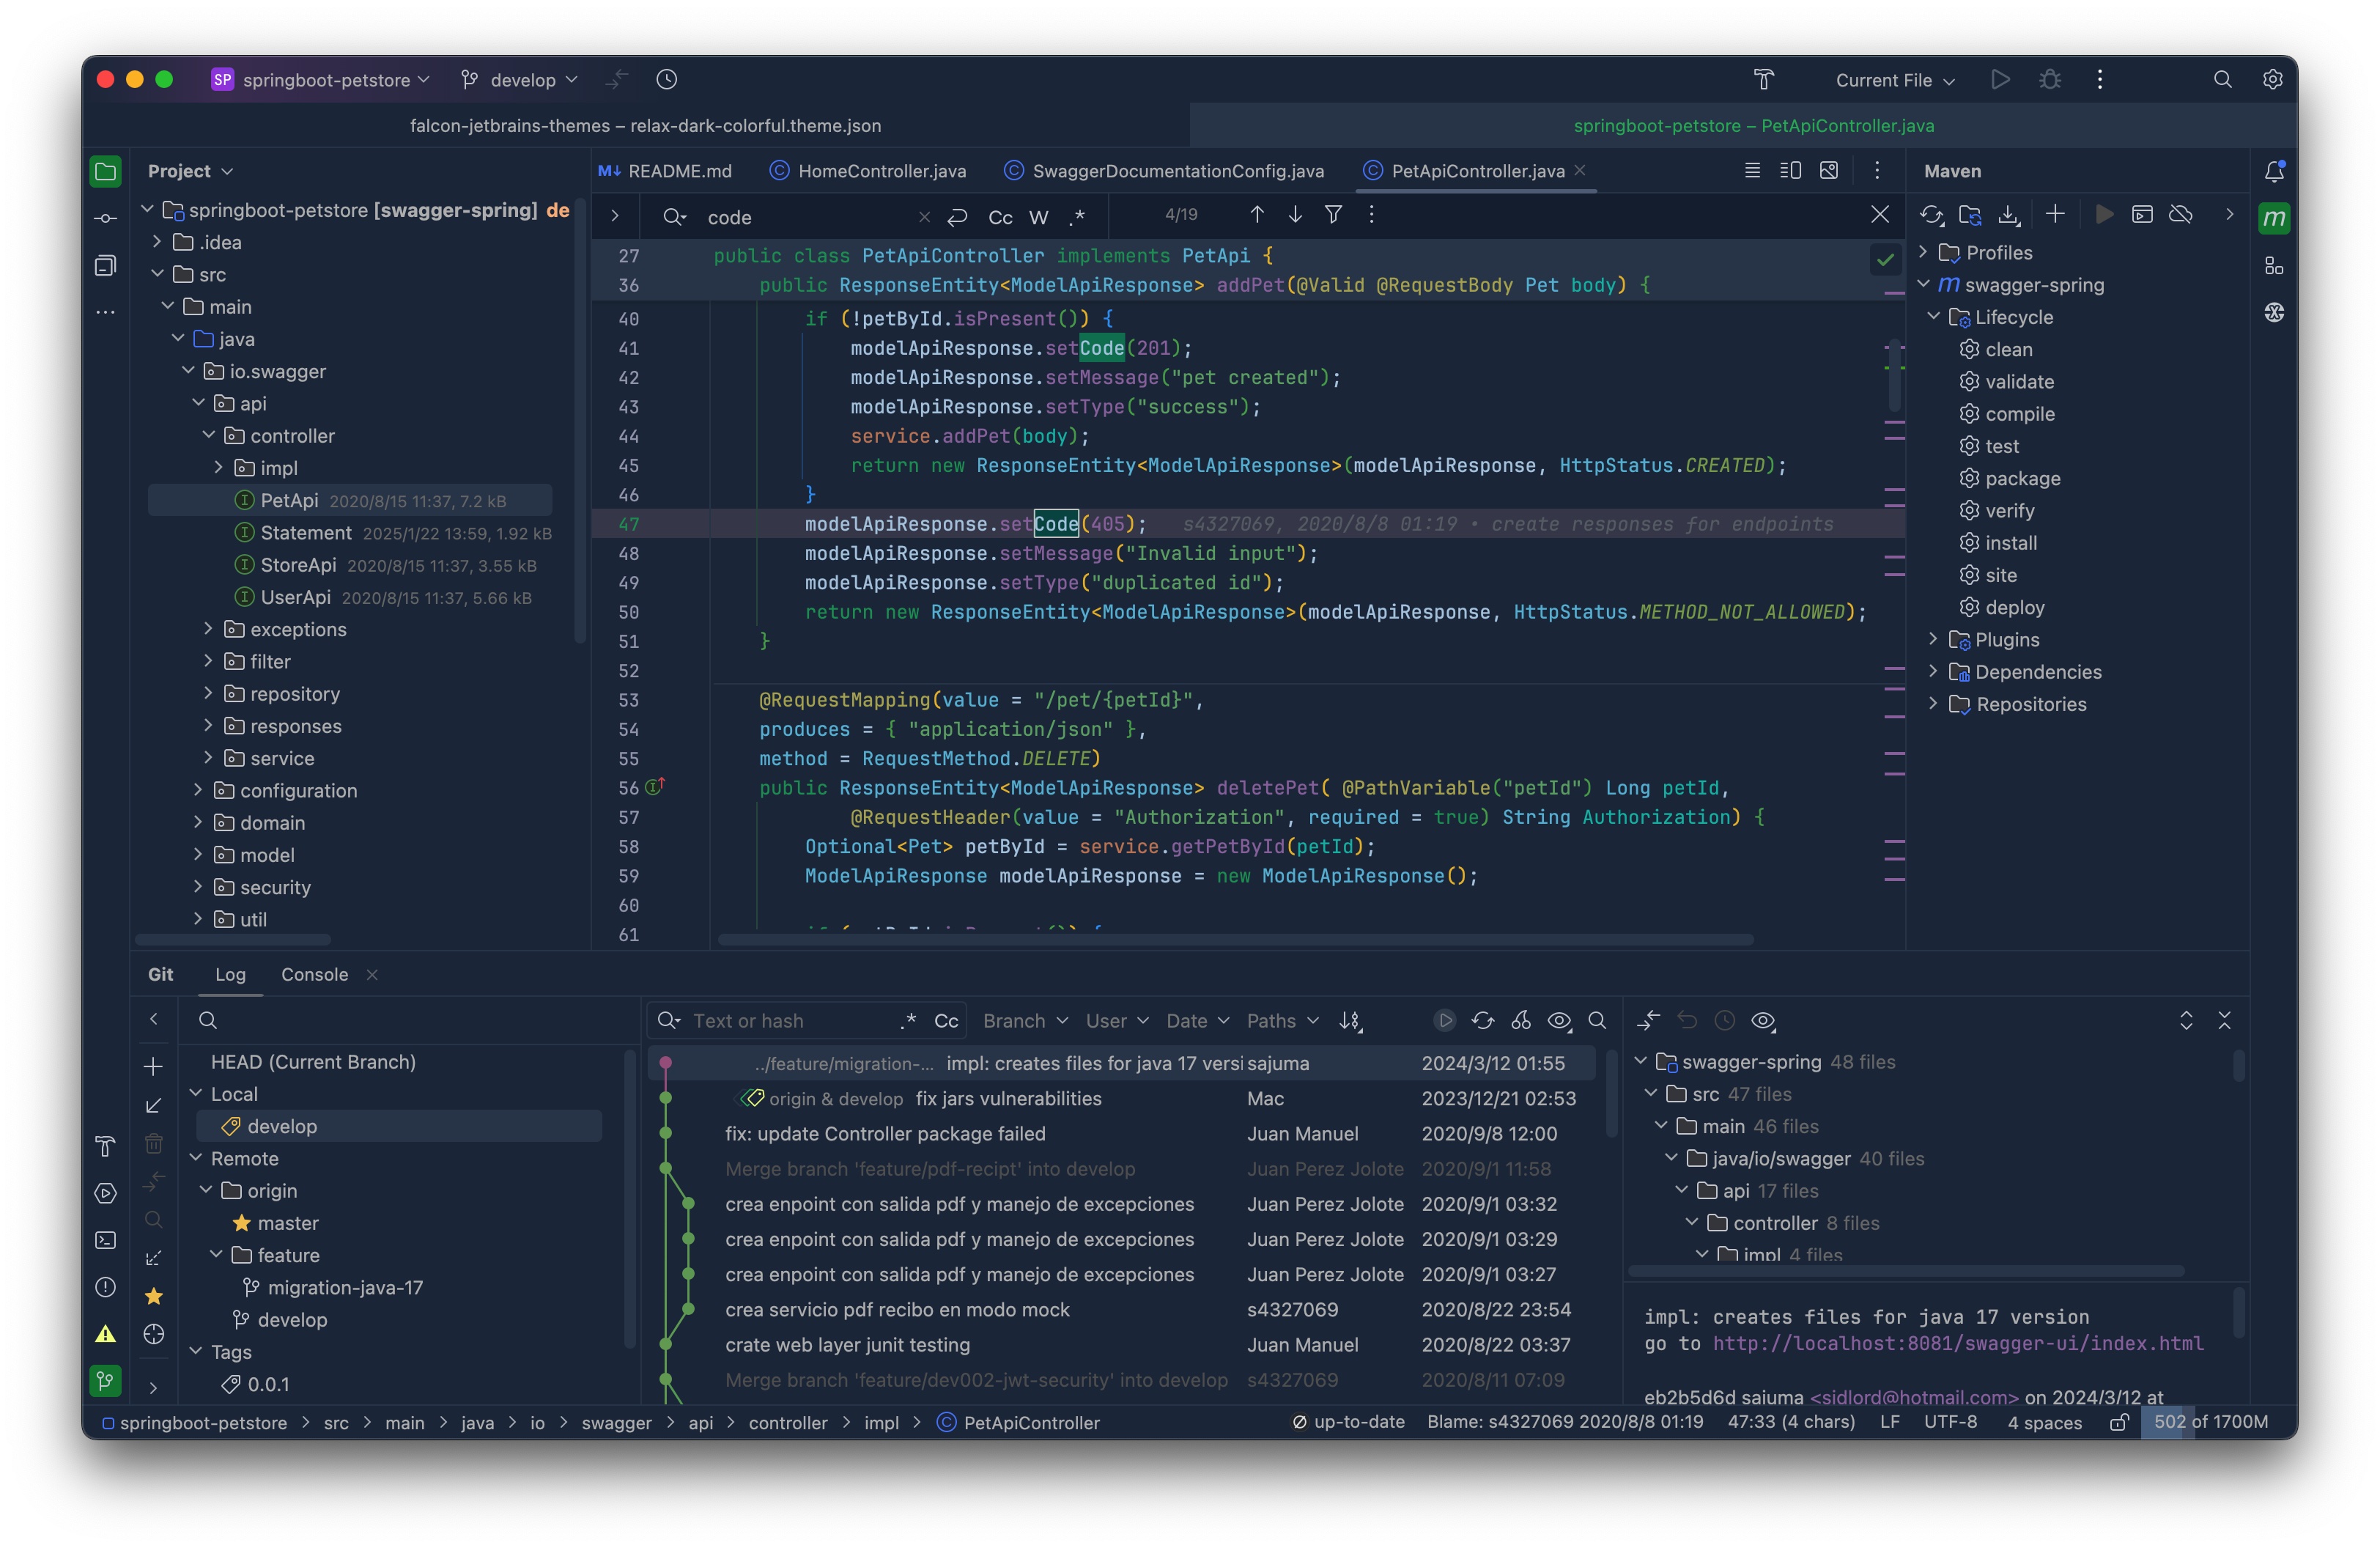 SP springboot-petstore develop Current File
falcon-jetbrains-themes – relax-dark-colorful.theme.json springboot-petstore – PetApiController.java
Project
springboot-petstore [swagger-spring] de
.idea
src
main
java
io.swagger
api
controller
impl
PetApi 2020/8/15 11:37, 7.2 kB
Statement 2025/1/22 13:59, 1.92 kB
StoreApi 2020/8/15 11:37, 3.55 kB
UserApi 2020/8/15 11:37, 5.66 kB
exceptions
filter
repository
responses
service
configuration
domain
model
security
util
M↓ README.md HomeController.java SwaggerDocumentationConfig.java PetApiController.java
code Cc W .* 4/19
27 public class PetApiController implements PetApi {
36 public ResponseEntity<ModelApiResponse> addPet(@Valid @RequestBody Pet body) {
40 if (!petById.isPresent()) {
41 modelApiResponse.setCode(201);
42 modelApiResponse.setMessage("pet created");
43 modelApiResponse.setType("success");
44 service.addPet(body);
45 return new ResponseEntity<ModelApiResponse>(modelApiResponse, HttpStatus.CREATED);
46 }
47 modelApiResponse.setCode(405); s4327069, 2020/8/8 01:19 • create responses for endpoints
48 modelApiResponse.setMessage("Invalid input");
49 modelApiResponse.setType("duplicated id");
50 return new ResponseEntity<ModelApiResponse>(modelApiResponse, HttpStatus.METHOD_NOT_ALLOWED);
51 }
52
53 @RequestMapping(value = "/pet/{petId}",
54 produces = { "application/json" },
55 method = RequestMethod.DELETE)
56 public ResponseEntity<ModelApiResponse> deletePet( @PathVariable("petId") Long petId,
57 @RequestHeader(value = "Authorization", required = true) String Authorization) {
58 Optional<Pet> petById = service.getPetById(petId);
59 ModelApiResponse modelApiResponse = new ModelApiResponse();
60
61
Maven
Profiles
swagger-spring
Lifecycle
clean
validate
compile
test
package
verify
install
site
deploy
Plugins
Dependencies
Repositories
Git Log Console
HEAD (Current Branch)
Local
develop
Remote
origin
master
feature
migration-java-17
develop
Tags
0.0.1
Text or hash .* Cc Branch User Date Paths
../feature/migration-... impl: creates files for java 17 versi sajuma 2024/3/12 01:55
origin & develop fix jars vulnerabilities Mac 2023/12/21 02:53
fix: update Controller package failed Juan Manuel 2020/9/8 12:00
Merge branch 'feature/pdf-recipt' into develop Juan Perez Jolote 2020/9/1 11:58
crea enpoint con salida pdf y manejo de excepciones Juan Perez Jolote 2020/9/1 03:32
crea enpoint con salida pdf y manejo de excepciones Juan Perez Jolote 2020/9/1 03:29
crea enpoint con salida pdf y manejo de excepciones Juan Perez Jolote 2020/9/1 03:27
crea servicio pdf recibo en modo mock s4327069 2020/8/22 23:54
crate web layer junit testing Juan Manuel 2020/8/22 03:37
Merge branch 'feature/dev002-jwt-security' into develop s4327069 2020/8/11 07:09
swagger-spring 48 files
src 47 files
main 46 files
java/io/swagger 40 files
api 17 files
controller 8 files
impl 4 files
impl: creates files for java 17 version
go to http://localhost:8081/swagger-ui/index.html
eb2b5d6d sajuma <sidlord@hotmail.com> on 2024/3/12 at
springboot-petstore > src > main > java > io > swagger > api > controller > impl > PetApiController up-to-date Blame: s4327069 2020/8/8 01:19 47:33 (4 chars) LF UTF-8 4 spaces 502 of 1700M